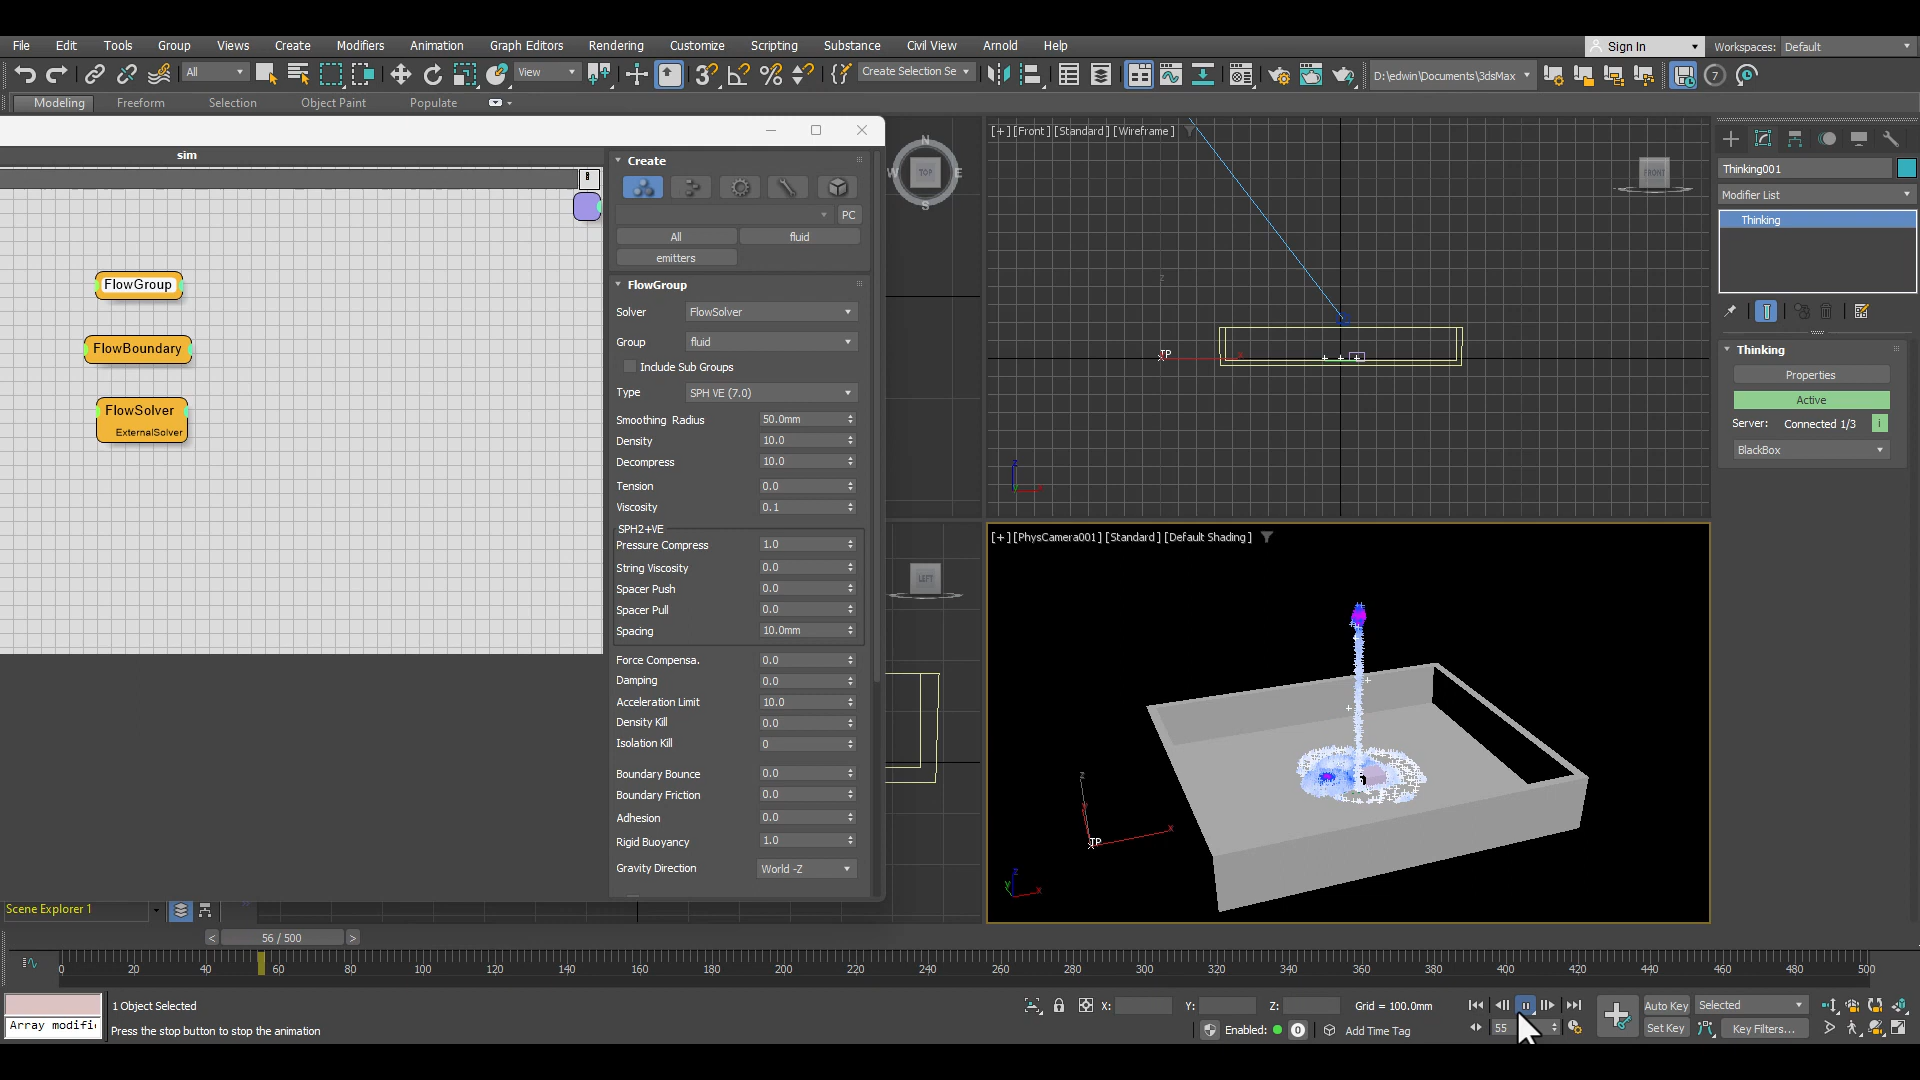 File Edit Tools Group Views Create Modifiers Animation Graph Editors Rendering Customize Scripting Substance Civil View Arnold Help Sign In Workspaces: Default
All View Create Selection Se D:\edwin\Documents\3dsMax 7
Modeling Freeform Selection Object Paint Populate
sim
Create
PC
All fluid
emitters
FlowGroup
FlowBoundary
FlowSolver
ExternalSolver
FlowGroup
Solver FlowSolver
Group fluid
Include Sub Groups
Type SPH VE (7.0)
Smoothing Radius 50.0mm
Density 10.0
Decompress 10.0
Tension 0.0
Viscosity 0.1
SPH2+VE
Pressure Compress 1.0
String Viscosity 0.0
Spacer Push 0.0
Spacer Pull 0.0
Spacing 10.0mm
Force Compensa. 0.0
Damping 0.0
Acceleration Limit 10.0
Density Kill 0.0
Isolation Kill 0
Boundary Bounce 0.0
Boundary Friction 0.0
Adhesion 0.0
Rigid Buoyancy 1.0
Gravity Direction World -Z
N
W TOP E
S
LEFT
[+] [Front ] [Standard ] [Wireframe ]
FRONT
z
TP x
z
[+] [PhysCamera001 ] [Standard ] [Default Shading ]
z
y
x
TP
z
y
x
Thinking001
Modifier List
Thinking
Thinking
Properties
Active
Server: Connected 1/3 i
BlackBox
Scene Explorer 1
< 56 / 500 >
0 20 40 60 80 100 120 140 160 180 200 220 240 260 280 300 320 340 360 380 400 420 440 460 480 500
1 Object Selected X: Y: Z: Grid = 100.0mm Auto Key Selected
Array modifi Press the stop button to stop the animation Enabled: 0 Add Time Tag 55 Set Key Key Filters...